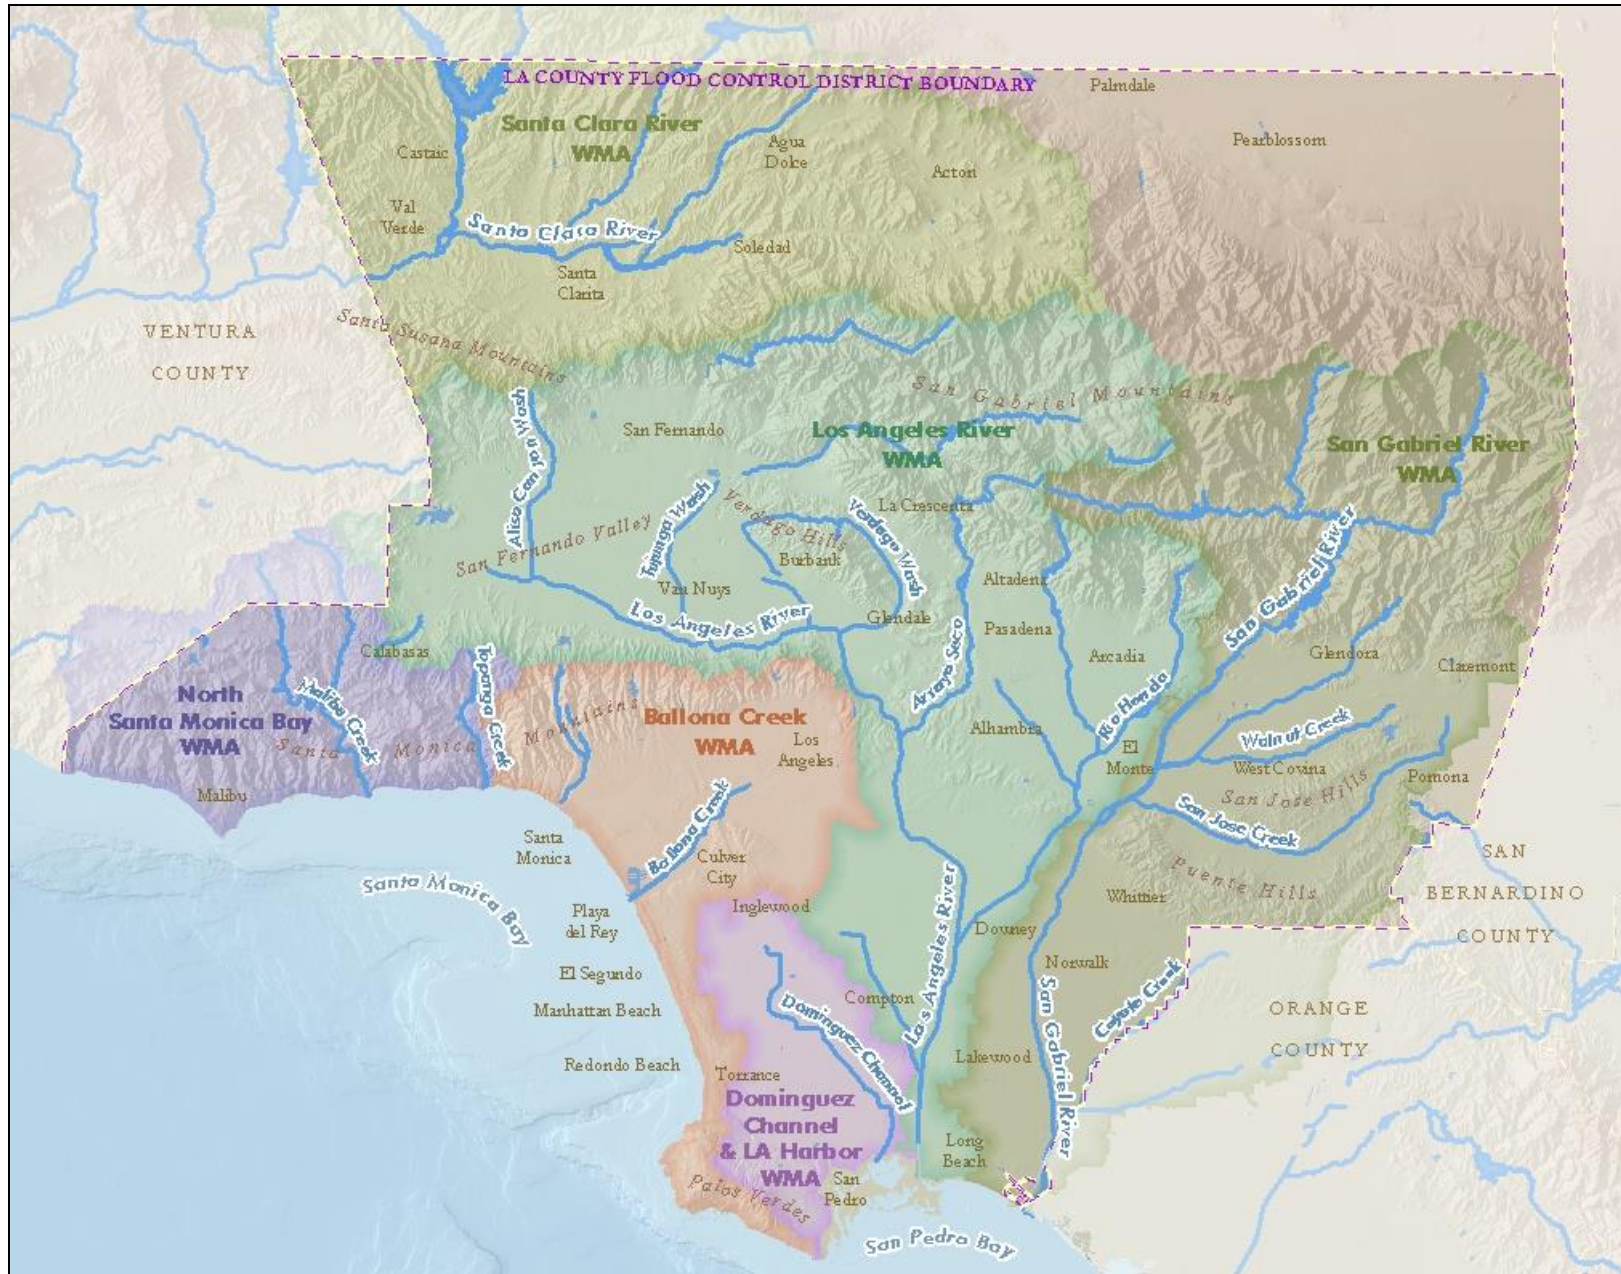 LA COUNTY FLOOD CONTROL DISTRICT BOUNDARY
Palmdale
Santa Clara River
WMA
Castaic
Agua
Dolce
Pearblossom
Acton
Val
Verde
Santa Clara River
Soledad
Santa
Clarita
VENTURA
COUNTY
Santa Susana Mountains
San Gabriel Mountains
Aliso Can yon Wash
San Fernando
Los Angeles River
WMA
San Gabriel River
WMA
La Crescenta
Tujunga Wash
Verdugo Hills
Verdugo Wash
San Fernando Valley
Burbank
San Gabriel River
Van Nuys
Altadena
Los Angeles River
Glendale
Pasadena
Arroyo Seco
Calabasas
Topanga Creek
Arcadia
Glendora
Claremont
North
Santa Monica Bay
WMA
Malibu Creek
Santa Monica Mountains
Ballona Creek
WMA
Los
Angeles
Alhambra
Rio Hondo
El
Monte
Walnut Creek
West Covina
Pomona
San Jose Hills
San Jose Creek
Malibu
Santa
Monica
Ballona Creek
Culver
City
SAN
BERNARDINO
COUNTY
Puente Hills
Santa Monica Bay
Inglewood
Whittier
Playa
del Rey
Downey
Los Angeles River
Norwalk
El Segundo
Compton
Coyote Creek
Manhattan Beach
Dominguez Channel
San Gabriel River
ORANGE
COUNTY
Lakewood
Redondo Beach
Torrance
Dominguez
Channel
& LA Harbor
WMA
Long
Beach
San
Pedro
Palos Verdes
San Pedro Bay